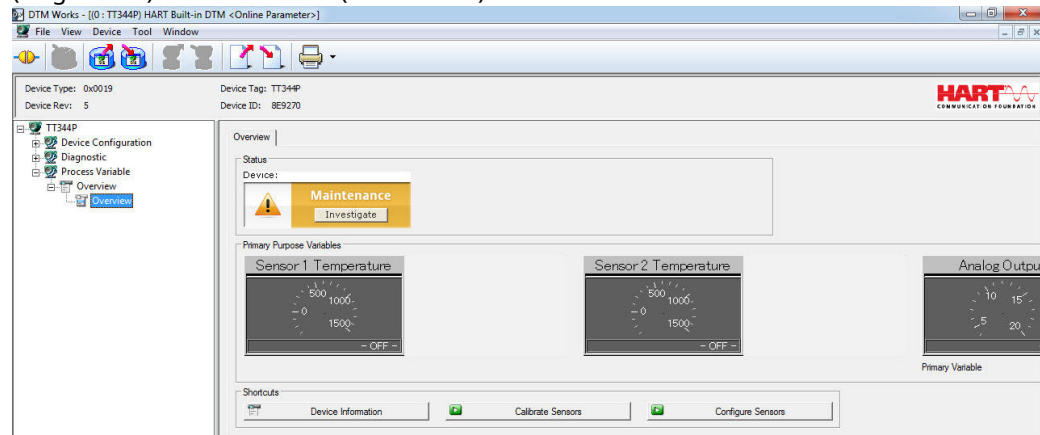 DTM Works - [(0 : TT344P) HART Built-in DTM <Online Parameter>]
File View Device Tool Window
Device Type: 0x0019
Device Tag: TT344P
Device Rev: 5
Device ID: 8E9270
HART
COMMUNICATION FOUNDATION
TT344P
Device Configuration
Diagnostic
Process Variable
Overview
Overview
Overview
Status
Device:
Maintenance
Investigate
Primary Purpose Variables
Sensor 1 Temperature
500
1000
0
1500
- OFF -
Sensor 2 Temperature
500
1000
0
1500
- OFF -
Analog Outpu
10
15
5
20
Primary Variable
Shortcuts
Device Information
Calibrate Sensors
Configure Sensors